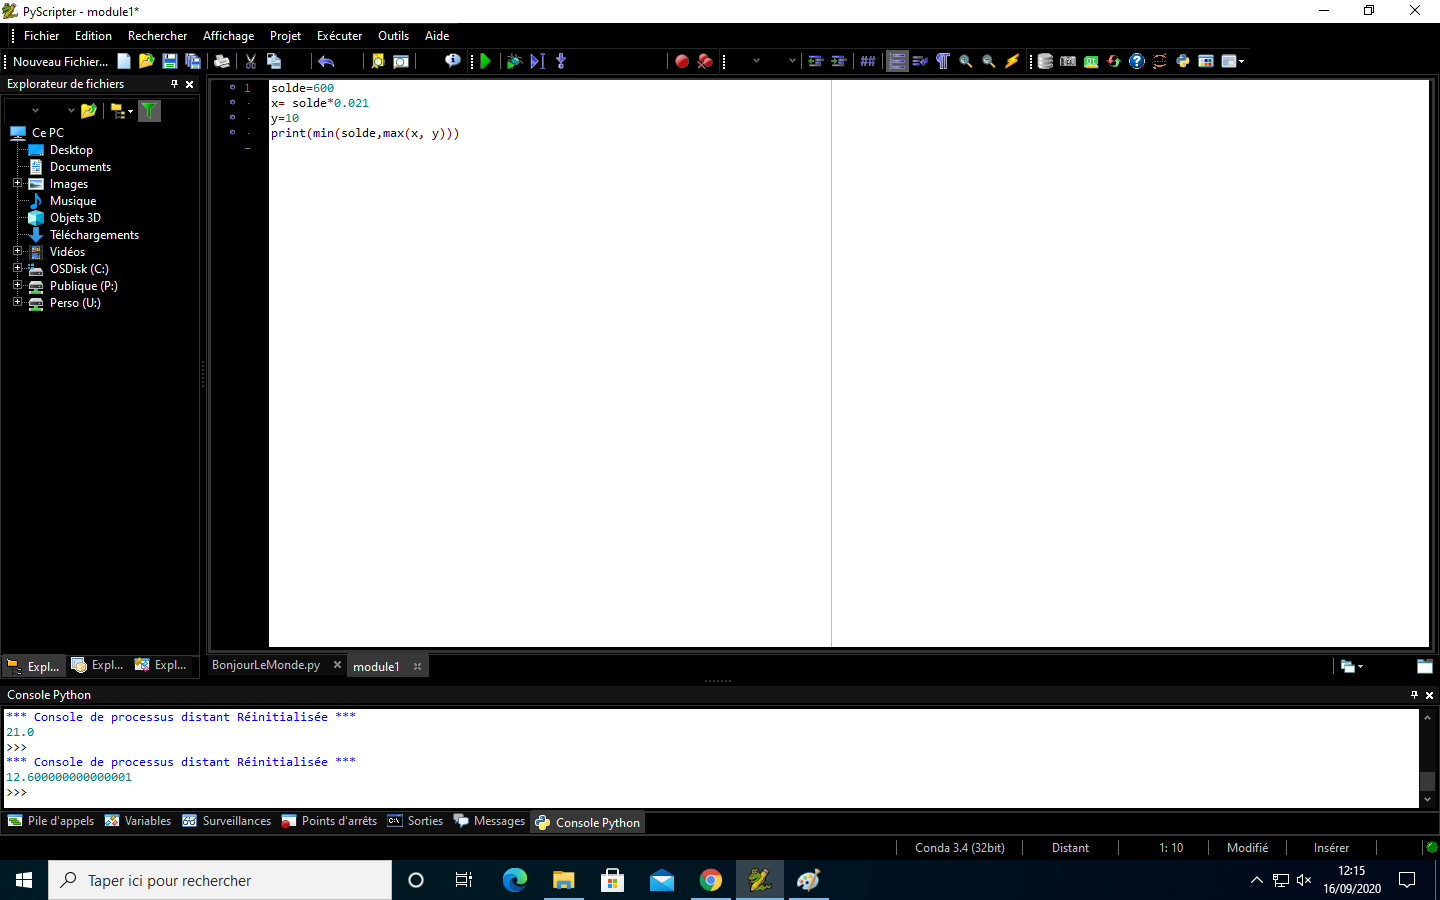 PyScripter - module1*
Fichier Edition Rechercher Affichage Projet Exécuter Outils Aide
Nouveau Fichier...
Explorateur de fichiers
Ce PC
Desktop
Documents
Images
Musique
Objets 3D
Téléchargements
Vidéos
OSDisk (C:)
Publique (P:)
Perso (U:)
1 solde=600
x= solde*0.021
y=10
print(min(solde,max(x, y)))
Expl... Expl... Expl...
BonjourLeMonde.py module1
Console Python
*** Console de processus distant Réinitialisée ***
21.0
>>>
*** Console de processus distant Réinitialisée ***
12.600000000000001
>>>
Pile d'appels Variables Surveillances Points d'arrêts Sorties Messages Console Python
Conda 3.4 (32bit) Distant 1: 10 Modifié Insérer
Taper ici pour rechercher
12:15
16/09/2020